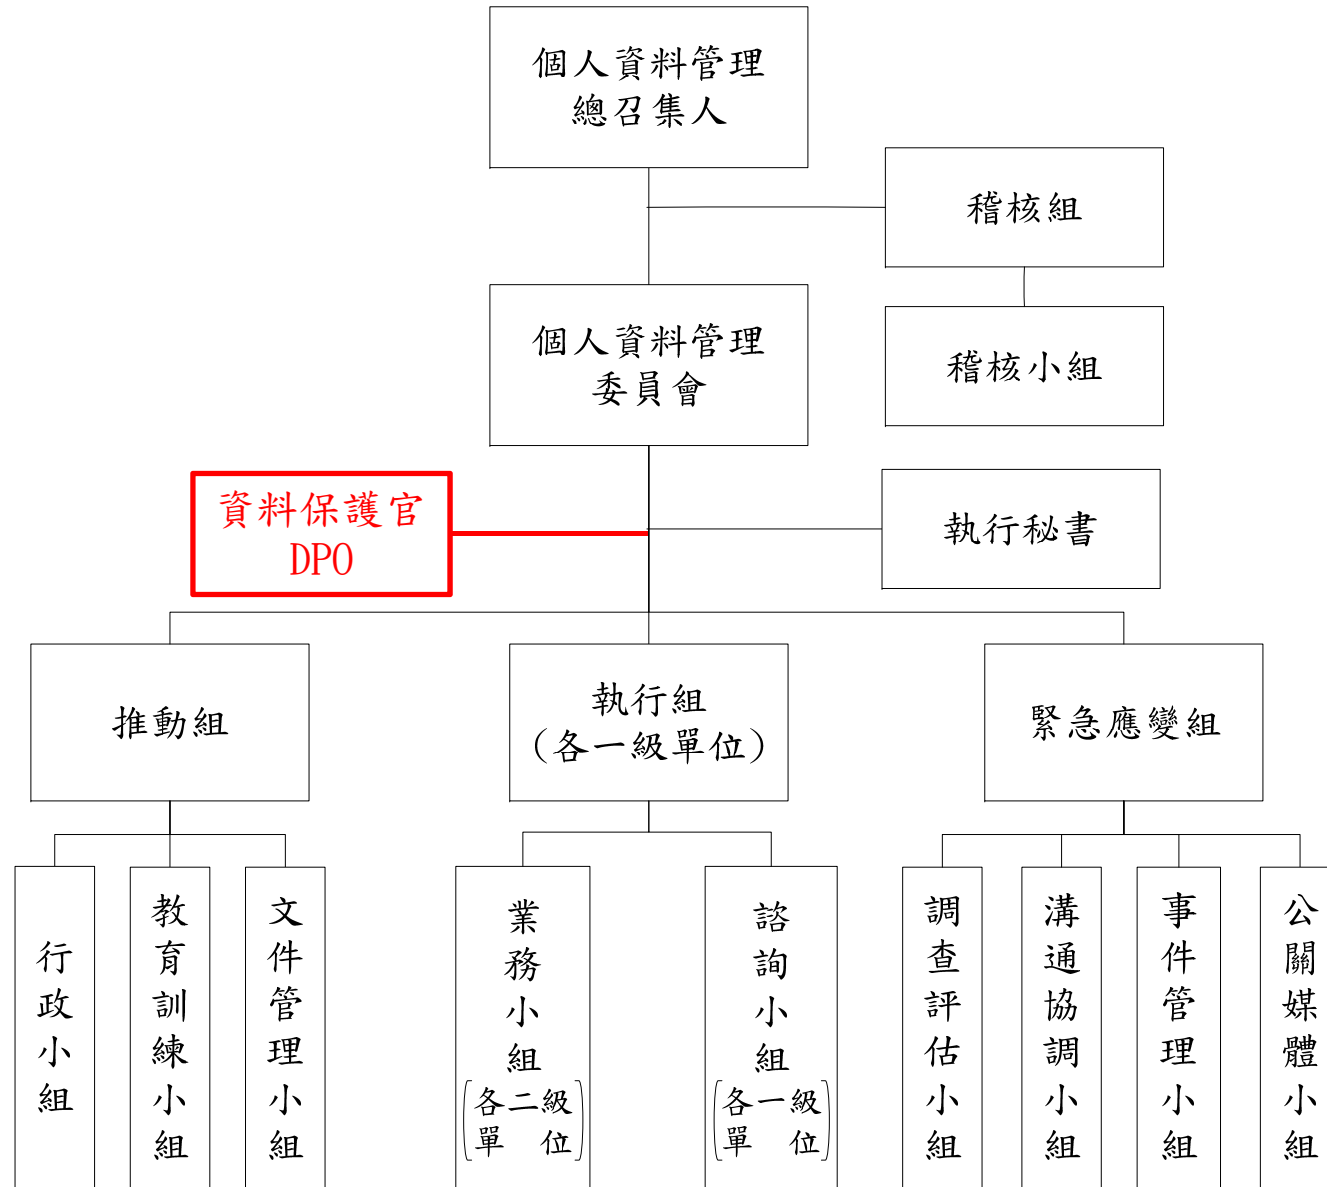 個人資料管理
總召集人
稽核組
個人資料管理
委員會
稽核小組
資料保護官
DPO
執行秘書
推動組
執行組
(各一級單位)
緊急應變組
行政小組
教育訓練小組
文件管理小組
業務小組
(各二級
單　位)
諮詢小組
(各一級
單　位)
調查評估小組
溝通協調小組
事件管理小組
公關媒體小組